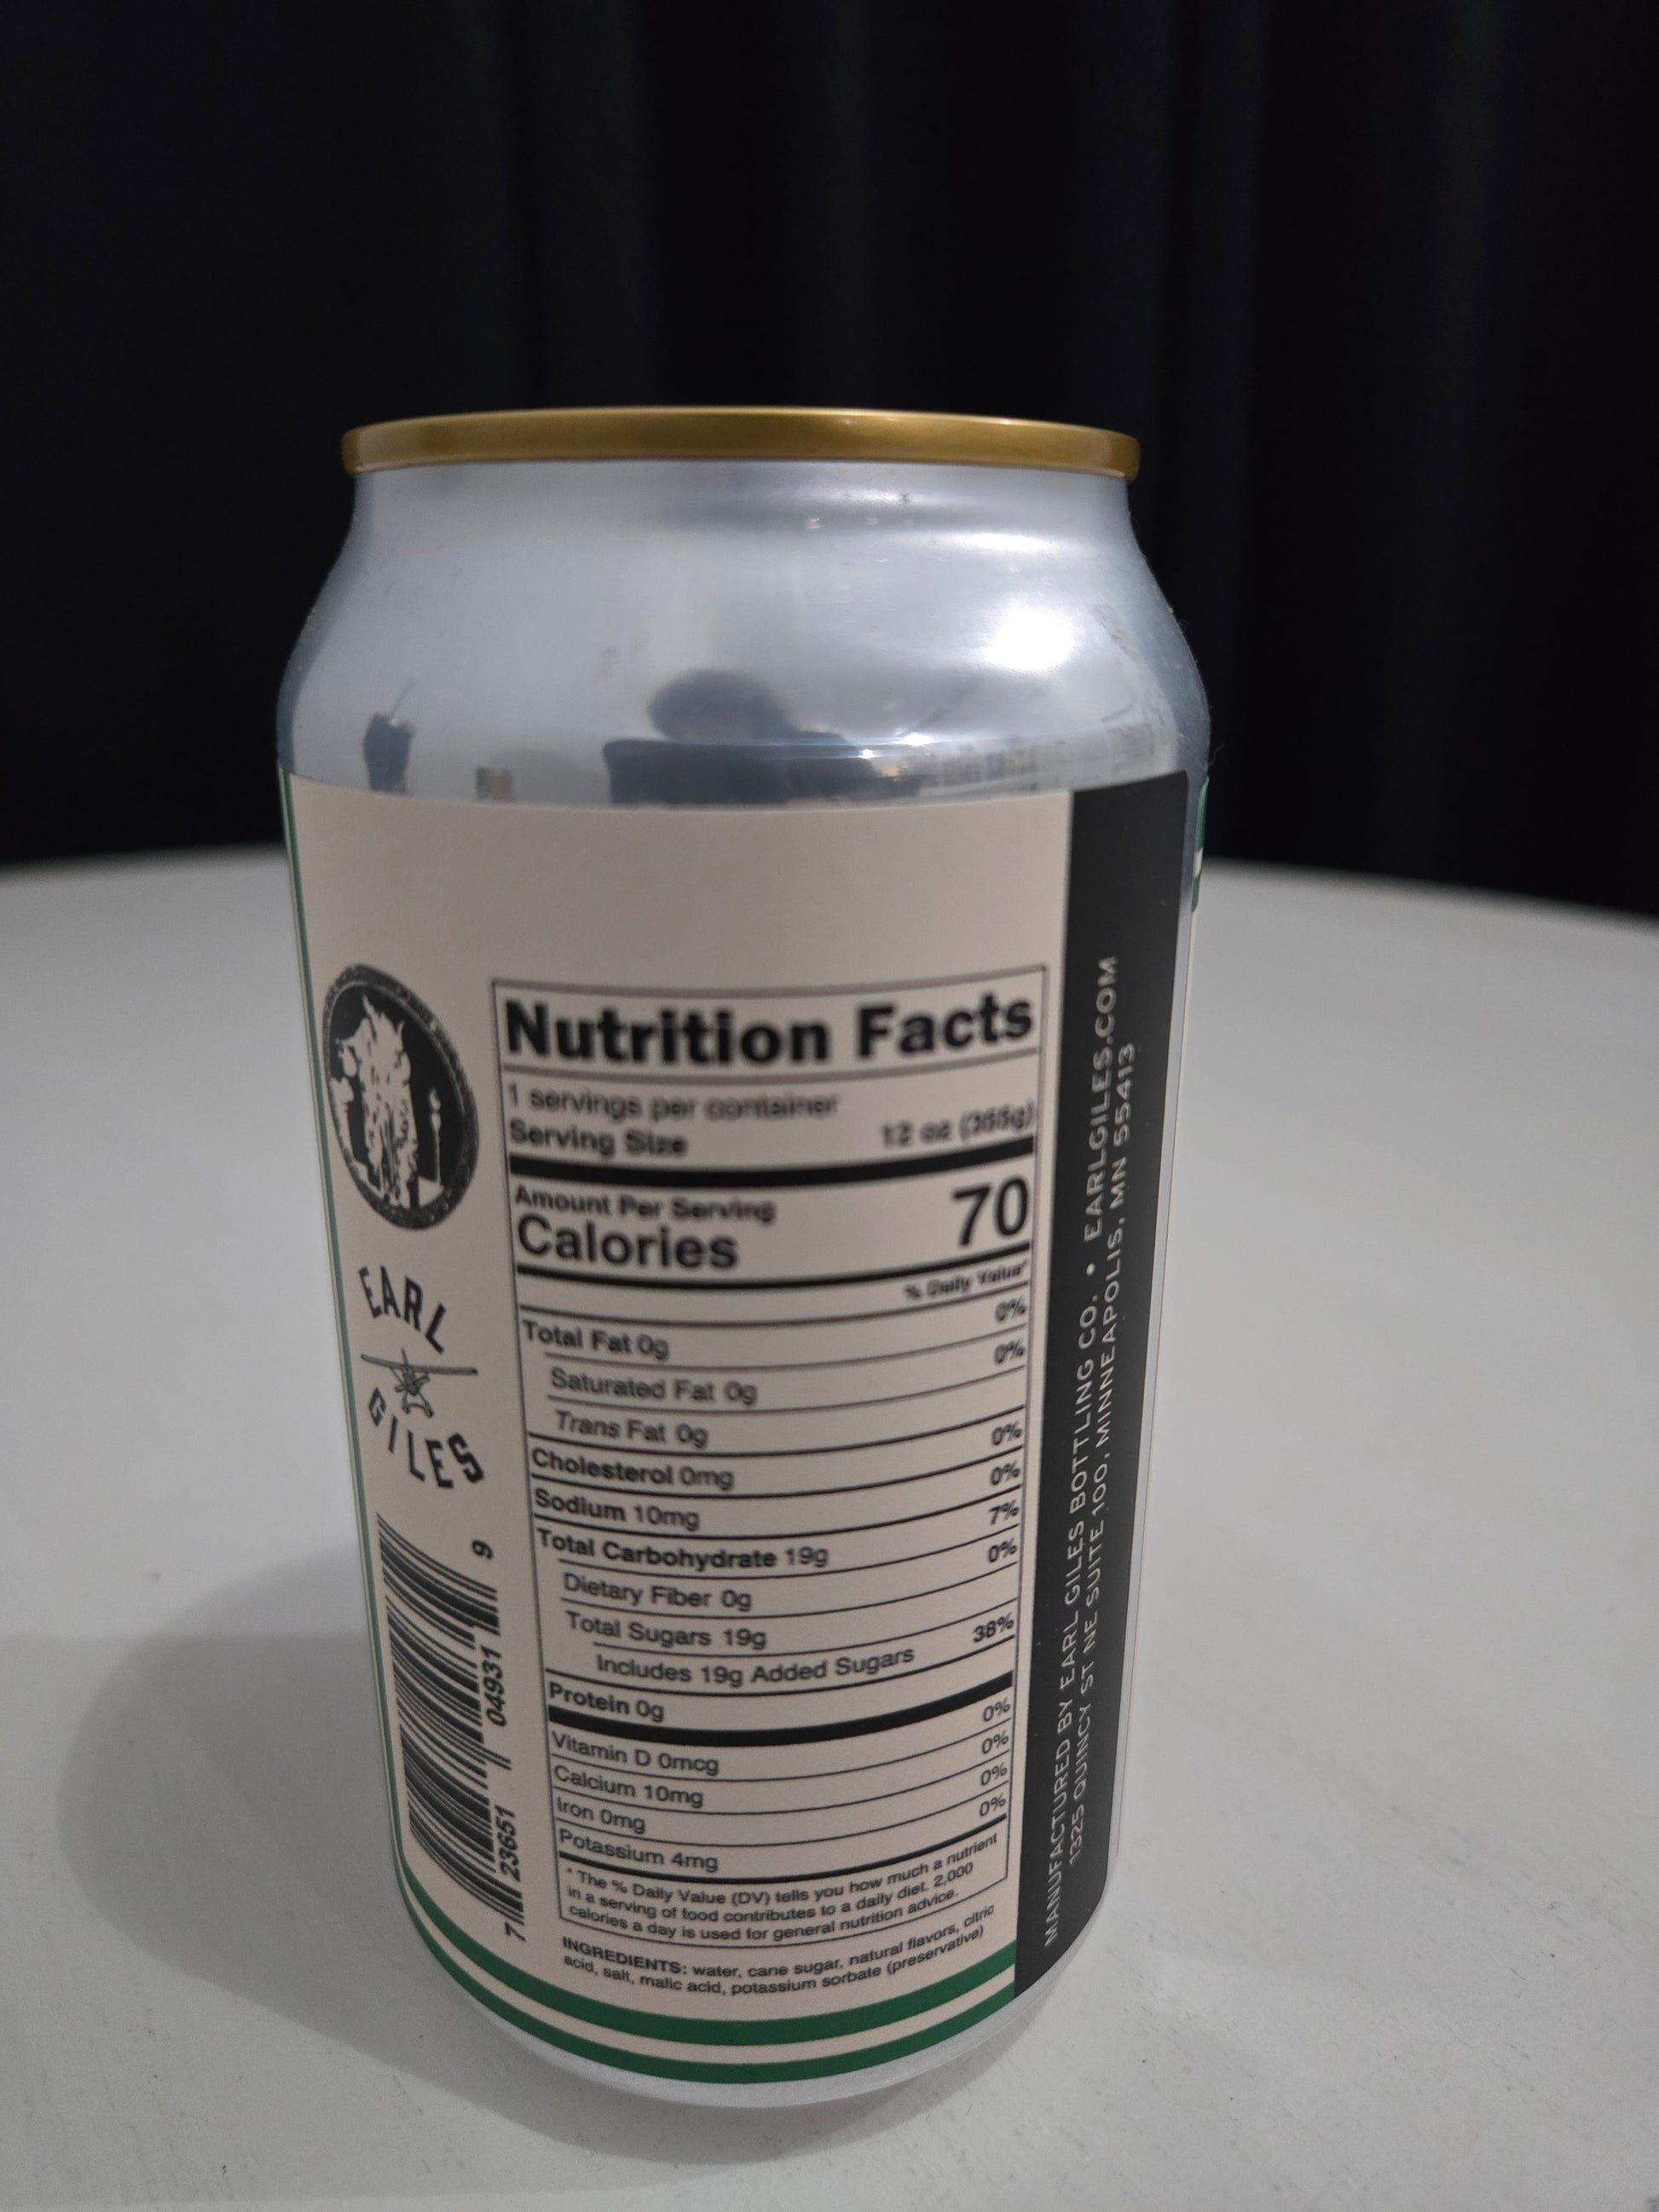 EARL
GILES
7 23651 04931 9
Nutrition Facts
1 servings per container
Serving Size 12 oz (355g)
Amount Per Serving
Calories 70
% Daily Value*
Total Fat 0g 0%
Saturated Fat 0g 0%
Trans Fat 0g
Cholesterol 0mg 0%
Sodium 10mg 0%
Total Carbohydrate 19g 7%
Dietary Fiber 0g 0%
Total Sugars 19g
Includes 19g Added Sugars 38%
Protein 0g
Vitamin D 0mcg 0%
Calcium 10mg 0%
Iron 0mg 0%
Potassium 4mg 0%
* The % Daily Value (DV) tells you how much a nutrient
in a serving of food contributes to a daily diet. 2,000
calories a day is used for general nutrition advice.
INGREDIENTS: water, cane sugar, natural flavors, citric
acid, salt, malic acid, potassium sorbate (preservative)
MANUFACTURED BY EARL GILES BOTTLING CO. • EARLGILES.COM
1325 QUINCY ST NE SUITE 100, MINNEAPOLIS, MN 55413